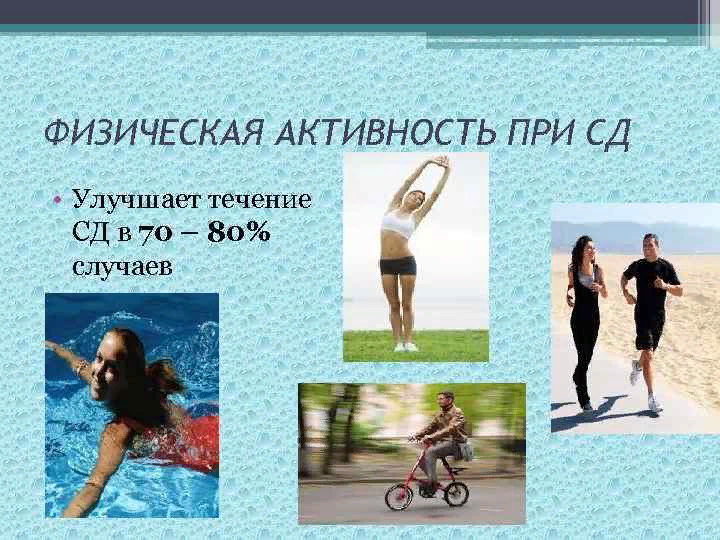 ФИЗИЧЕСКАЯ АКТИВНОСТЬ ПРИ СД
• Улучшает течение
СД в 70 – 80%
случаев